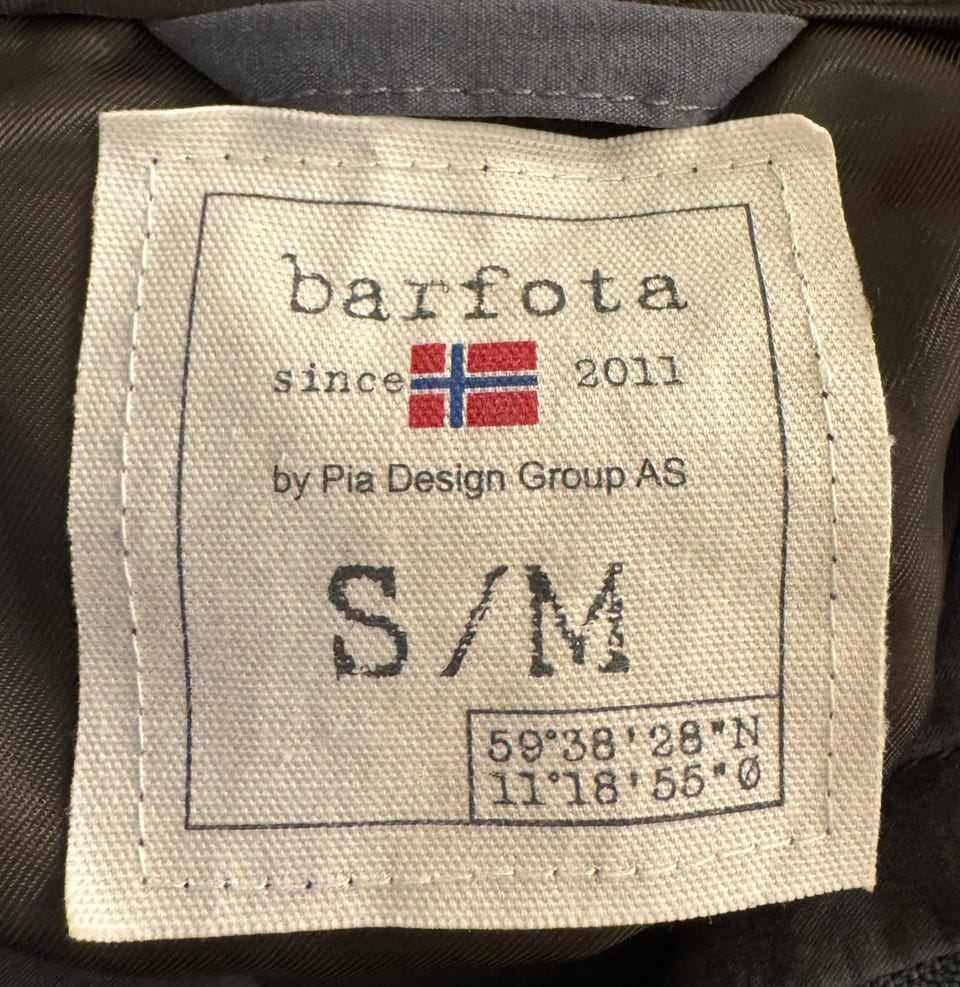 barfota
since 2011
by Pia Design Group AS
S/M
59°38'28"N
11°18'55"Ø